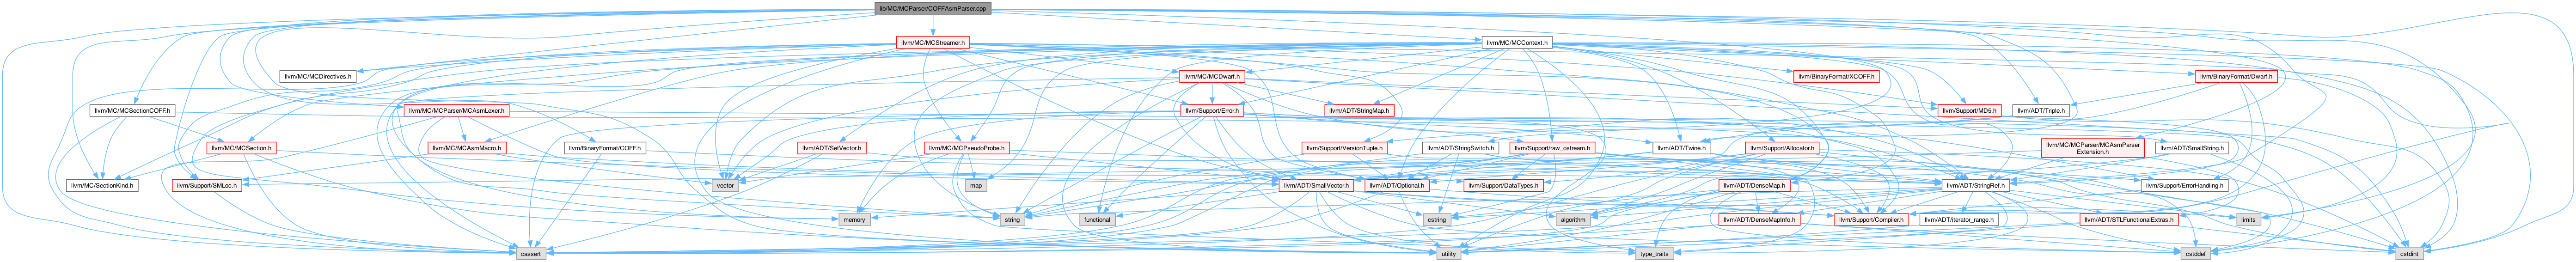 lib/MC/MCParser/COFFAsmParser.cpp
llvm/MC/MCStreamer.h
llvm/MC/MCContext.h
llvm/MC/MCDirectives.h
llvm/MC/MCDwarf.h
llvm/BinaryFormat/XCOFF.h
llvm/BinaryFormat/Dwarf.h
llvm/MC/MCSectionCOFF.h
llvm/MC/MCParser/MCAsmLexer.h
llvm/Support/Error.h
llvm/ADT/StringMap.h
llvm/Support/MD5.h
llvm/ADT/Triple.h
llvm/MC/MCSection.h
llvm/MC/MCAsmMacro.h
llvm/BinaryFormat/COFF.h
llvm/ADT/SetVector.h
llvm/MC/MCPseudoProbe.h
llvm/Support/VersionTuple.h
llvm/ADT/StringSwitch.h
llvm/Support/raw_ostream.h
llvm/ADT/Twine.h
llvm/Support/Allocator.h
llvm/MC/MCParser/MCAsmParser
Extension.h
llvm/ADT/SmallString.h
llvm/MC/SectionKind.h
llvm/Support/SMLoc.h
vector
map
llvm/ADT/SmallVector.h
llvm/Support/DataTypes.h
llvm/ADT/Optional.h
llvm/ADT/DenseMap.h
llvm/ADT/StringRef.h
llvm/Support/ErrorHandling.h
memory
string
functional
cstring
algorithm
llvm/ADT/DenseMapInfo.h
llvm/Support/Compiler.h
llvm/ADT/iterator_range.h
llvm/ADT/STLFunctionalExtras.h
limits
cassert
utility
type_traits
cstddef
cstdint